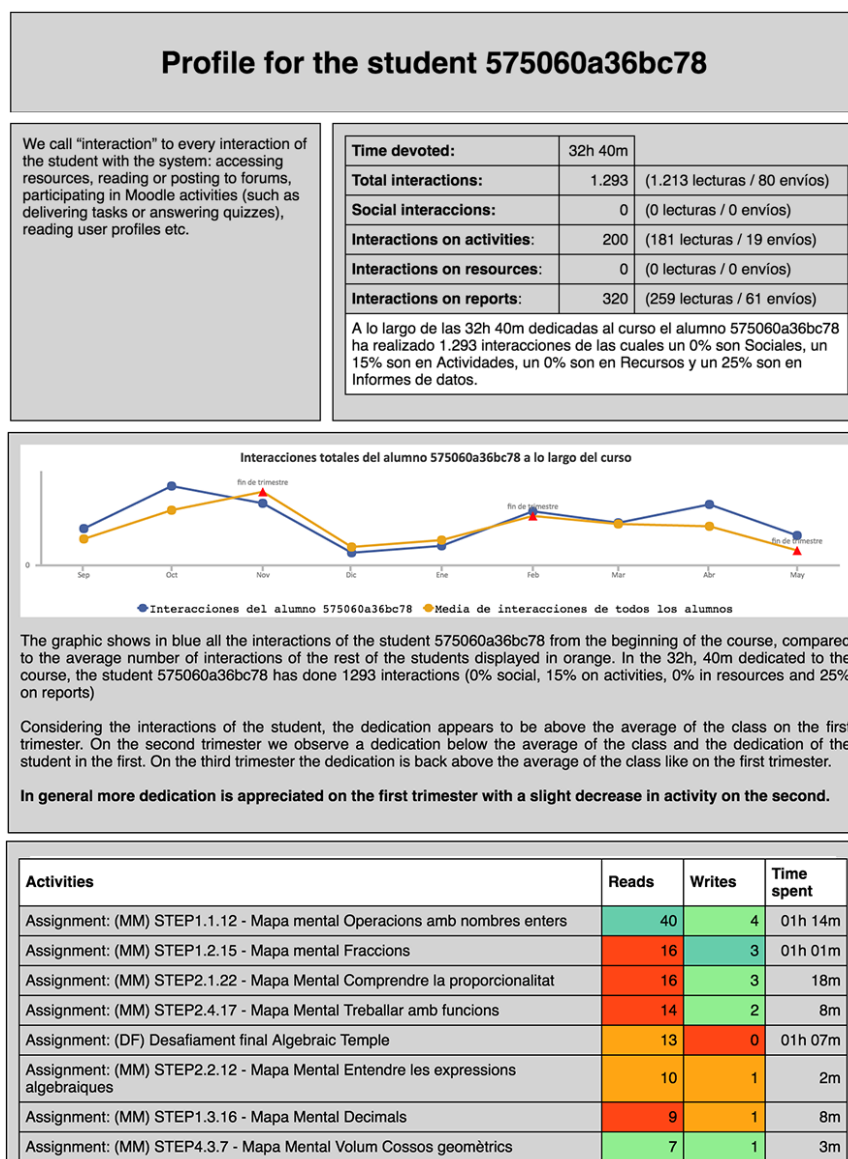 Profile for the student 575060a36bc78
We call “interaction” to every interaction of
the student with the system: accessing
resources, reading or posting to forums,
participating in Moodle activities (such as
delivering tasks or answering quizzes),
reading user profiles etc.
Time devoted: 32h 40m
Total interactions: 1.293 (1.213 lecturas / 80 envíos)
Social interaccions: 0 (0 lecturas / 0 envíos)
Interactions on activities: 200 (181 lecturas / 19 envíos)
Interactions on resources: 0 (0 lecturas / 0 envíos)
Interactions on reports: 320 (259 lecturas / 61 envíos)
A lo largo de las 32h 40m dedicadas al curso el alumno 575060a36bc78
ha realizado 1.293 interacciones de las cuales un 0% son Sociales, un
15% son en Actividades, un 0% son en Recursos y un 25% son en
Informes de datos.
Interacciones totales del alumno 575060a36bc78 a lo largo del curso
fin de trimestre
fin de trimestre
fin de trimestre
0
Sep Oct Nov Dic Ene Feb Mar Abr May
Interacciones del alumno 575060a36bc78 Media de interacciones de todos los alumnos
The graphic shows in blue all the interactions of the student 575060a36bc78 from the beginning of the course, compared
to the average number of interactions of the rest of the students displayed in orange. In the 32h, 40m dedicated to the
course, the student 575060a36bc78 has done 1293 interactions (0% social, 15% on activities, 0% in resources and 25%
on reports)
Considering the interactions of the student, the dedication appears to be above the average of the class on the first
trimester. On the second trimester we observe a dedication below the average of the class and the dedication of the
student in the first. On the third trimester the dedication is back above the average of the class like on the first trimester.
In general more dedication is appreciated on the first trimester with a slight decrease in activity on the second.
Activities Reads Writes Time spent
Assignment: (MM) STEP1.1.12 - Mapa mental Operacions amb nombres enters 40 4 01h 14m
Assignment: (MM) STEP1.2.15 - Mapa mental Fraccions 16 3 01h 01m
Assignment: (MM) STEP2.1.22 - Mapa Mental Comprendre la proporcionalitat 16 3 18m
Assignment: (MM) STEP2.4.17 - Mapa Mental Treballar amb funcions 14 2 8m
Assignment: (DF) Desafiament final Algebraic Temple 13 0 01h 07m
Assignment: (MM) STEP2.2.12 - Mapa Mental Entendre les expressions
algebraiques 10 1 2m
Assignment: (MM) STEP1.3.16 - Mapa Mental Decimals 9 1 8m
Assignment: (MM) STEP4.3.7 - Mapa Mental Volum Cossos geomètrics 7 1 3m